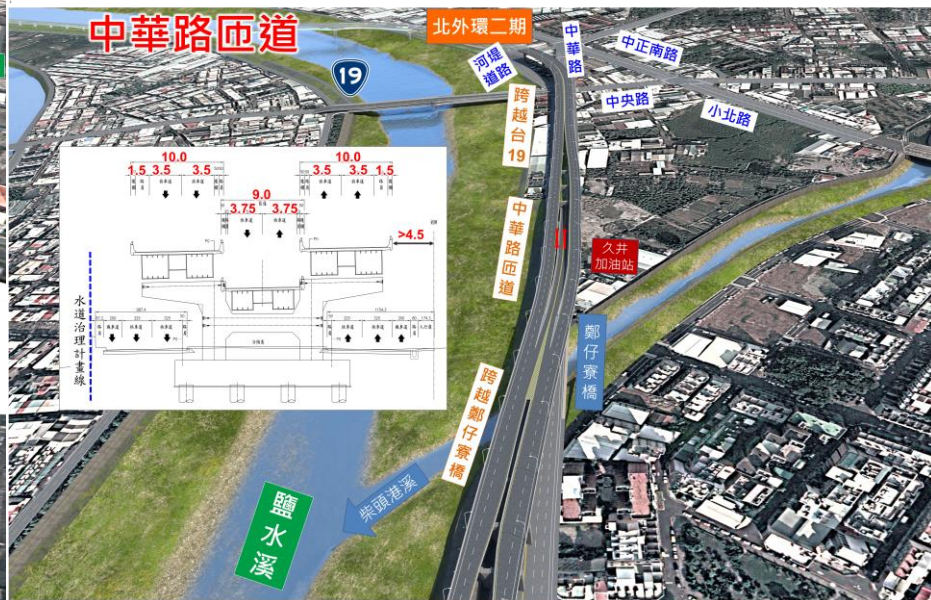 中華路匝道
北外環二期
19
河堤道路
中華路
中正南路
中央路
小北路
跨越台19
中華路匝道
久井加油站
鄭仔寮橋
跨越鄭仔寮橋
柴頭港溪
鹽水溪
10.0
10.0
1.5 3.5 3.5
3.5 3.5 1.5
9.0
3.75 3.75
>4.5
水道治理計畫線